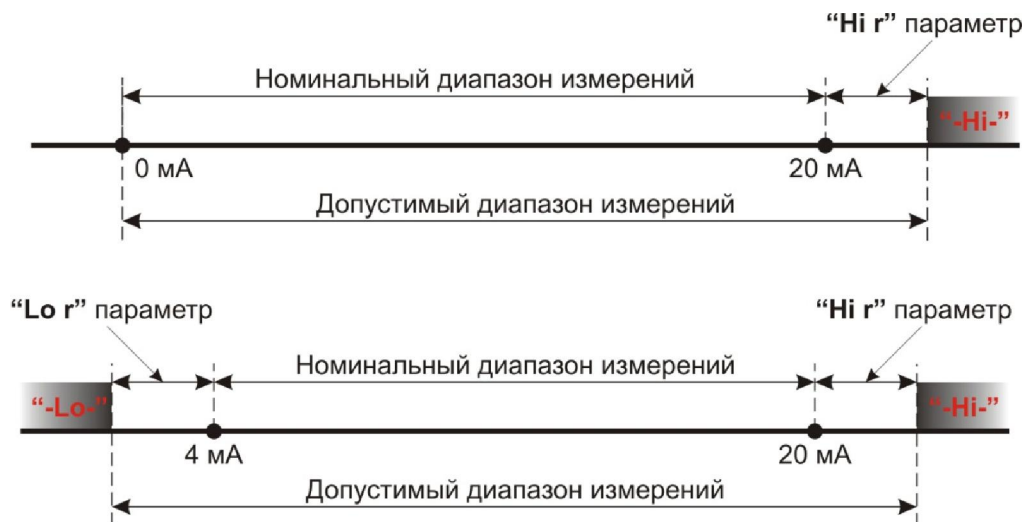 “Hi r” параметр
Номинальный диапазон измерений
“-Hi-”
0 мА
20 мА
Допустимый диапазон измерений
“Lo r” параметр
“Hi r” параметр
Номинальный диапазон измерений
“-Lo-”
“-Hi-”
4 мА
20 мА
Допустимый диапазон измерений